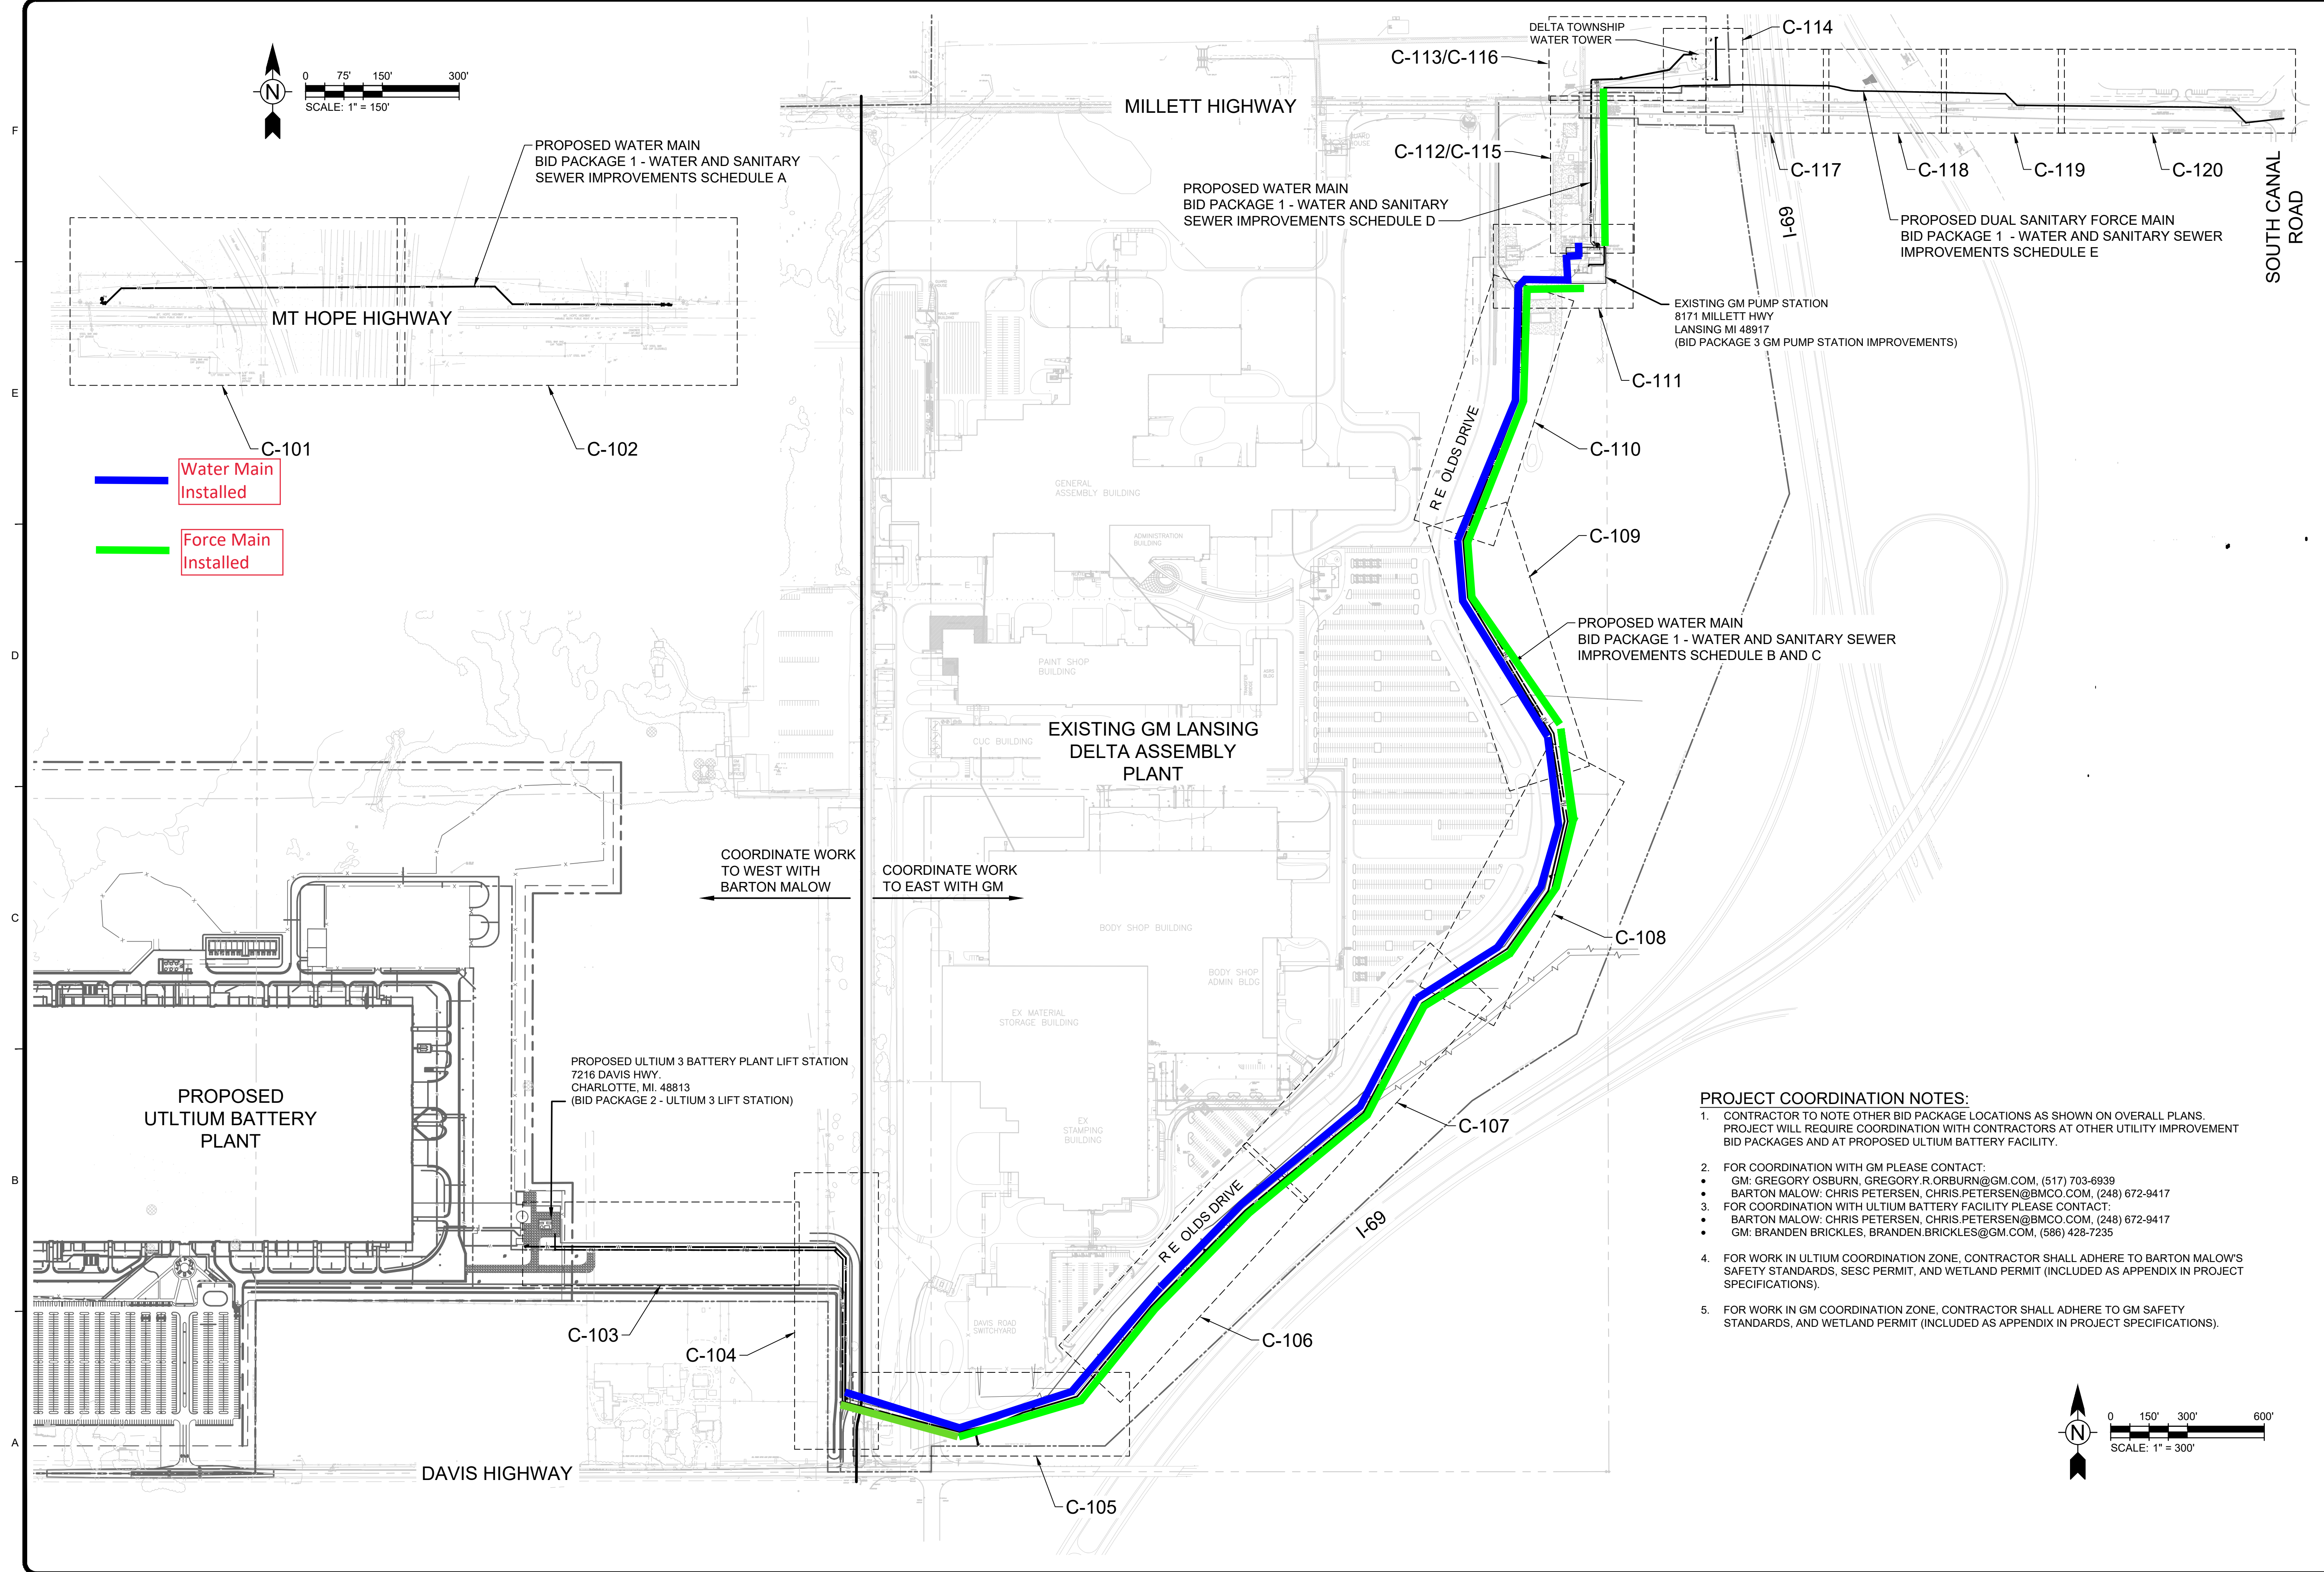 F
E
D
C
B
A
N
0 75' 150' 300'
SCALE: 1" = 150'
PROPOSED WATER MAIN
BID PACKAGE 1 - WATER AND SANITARY
SEWER IMPROVEMENTS SCHEDULE A
MT HOPE HIGHWAY
C-101
C-102
Water Main
Installed
Force Main
Installed
MILLETT HIGHWAY
DELTA TOWNSHIP
WATER TOWER
C-114
C-113/C-116
C-112/C-115
PROPOSED WATER MAIN
BID PACKAGE 1 - WATER AND SANITARY
SEWER IMPROVEMENTS SCHEDULE D
C-117
C-118
C-119
C-120
I-69
SOUTH CANAL
ROAD
PROPOSED DUAL SANITARY FORCE MAIN
BID PACKAGE 1 - WATER AND SANITARY SEWER
IMPROVEMENTS SCHEDULE E
EXISTING GM PUMP STATION
8171 MILLETT HWY
LANSING MI 48917
(BID PACKAGE 3 GM PUMP STATION IMPROVEMENTS)
C-111
C-110
R E OLDS DRIVE
GENERAL
ASSEMBLY BUILDING
ADMINISTRATION
BUILDING
C-109
PROPOSED WATER MAIN
BID PACKAGE 1 - WATER AND SANITARY SEWER
IMPROVEMENTS SCHEDULE B AND C
PAINT SHOP
BUILDING
CUC BUILDING
EXISTING GM LANSING
DELTA ASSEMBLY
PLANT
COORDINATE WORK
TO WEST WITH
BARTON MALOW
COORDINATE WORK
TO EAST WITH GM
BODY SHOP BUILDING
BODY SHOP
ADMIN BLDG
EX MATERIAL
STORAGE BUILDING
C-108
PROPOSED ULTIUM 3 BATTERY PLANT LIFT STATION
7216 DAVIS HWY.
CHARLOTTE, MI. 48813
(BID PACKAGE 2 - ULTIUM 3 LIFT STATION)
PROPOSED
UTLTIUM BATTERY
PLANT
EX
STAMPING
BUILDING
C-107
R E OLDS DRIVE
I-69
C-103
C-104
DAVIS ROAD
SWITCHYARD
C-106
C-105
DAVIS HIGHWAY
PROJECT COORDINATION NOTES:
1. CONTRACTOR TO NOTE OTHER BID PACKAGE LOCATIONS AS SHOWN ON OVERALL PLANS.
PROJECT WILL REQUIRE COORDINATION WITH CONTRACTORS AT OTHER UTILITY IMPROVEMENT
BID PACKAGES AND AT PROPOSED ULTIUM BATTERY FACILITY.
2. FOR COORDINATION WITH GM PLEASE CONTACT:
• GM: GREGORY OSBURN, GREGORY.R.ORBURN@GM.COM, (517) 703-6939
• BARTON MALOW: CHRIS PETERSEN, CHRIS.PETERSEN@BMCO.COM, (248) 672-9417
3. FOR COORDINATION WITH ULTIUM BATTERY FACILITY PLEASE CONTACT:
• BARTON MALOW: CHRIS PETERSEN, CHRIS.PETERSEN@BMCO.COM, (248) 672-9417
• GM: BRANDEN BRICKLES, BRANDEN.BRICKLES@GM.COM, (586) 428-7235
4. FOR WORK IN ULTIUM COORDINATION ZONE, CONTRACTOR SHALL ADHERE TO BARTON MALOW'S
SAFETY STANDARDS, SESC PERMIT, AND WETLAND PERMIT (INCLUDED AS APPENDIX IN PROJECT
SPECIFICATIONS).
5. FOR WORK IN GM COORDINATION ZONE, CONTRACTOR SHALL ADHERE TO GM SAFETY
STANDARDS, AND WETLAND PERMIT (INCLUDED AS APPENDIX IN PROJECT SPECIFICATIONS).
N
0 150' 300' 600'
SCALE: 1" = 300'